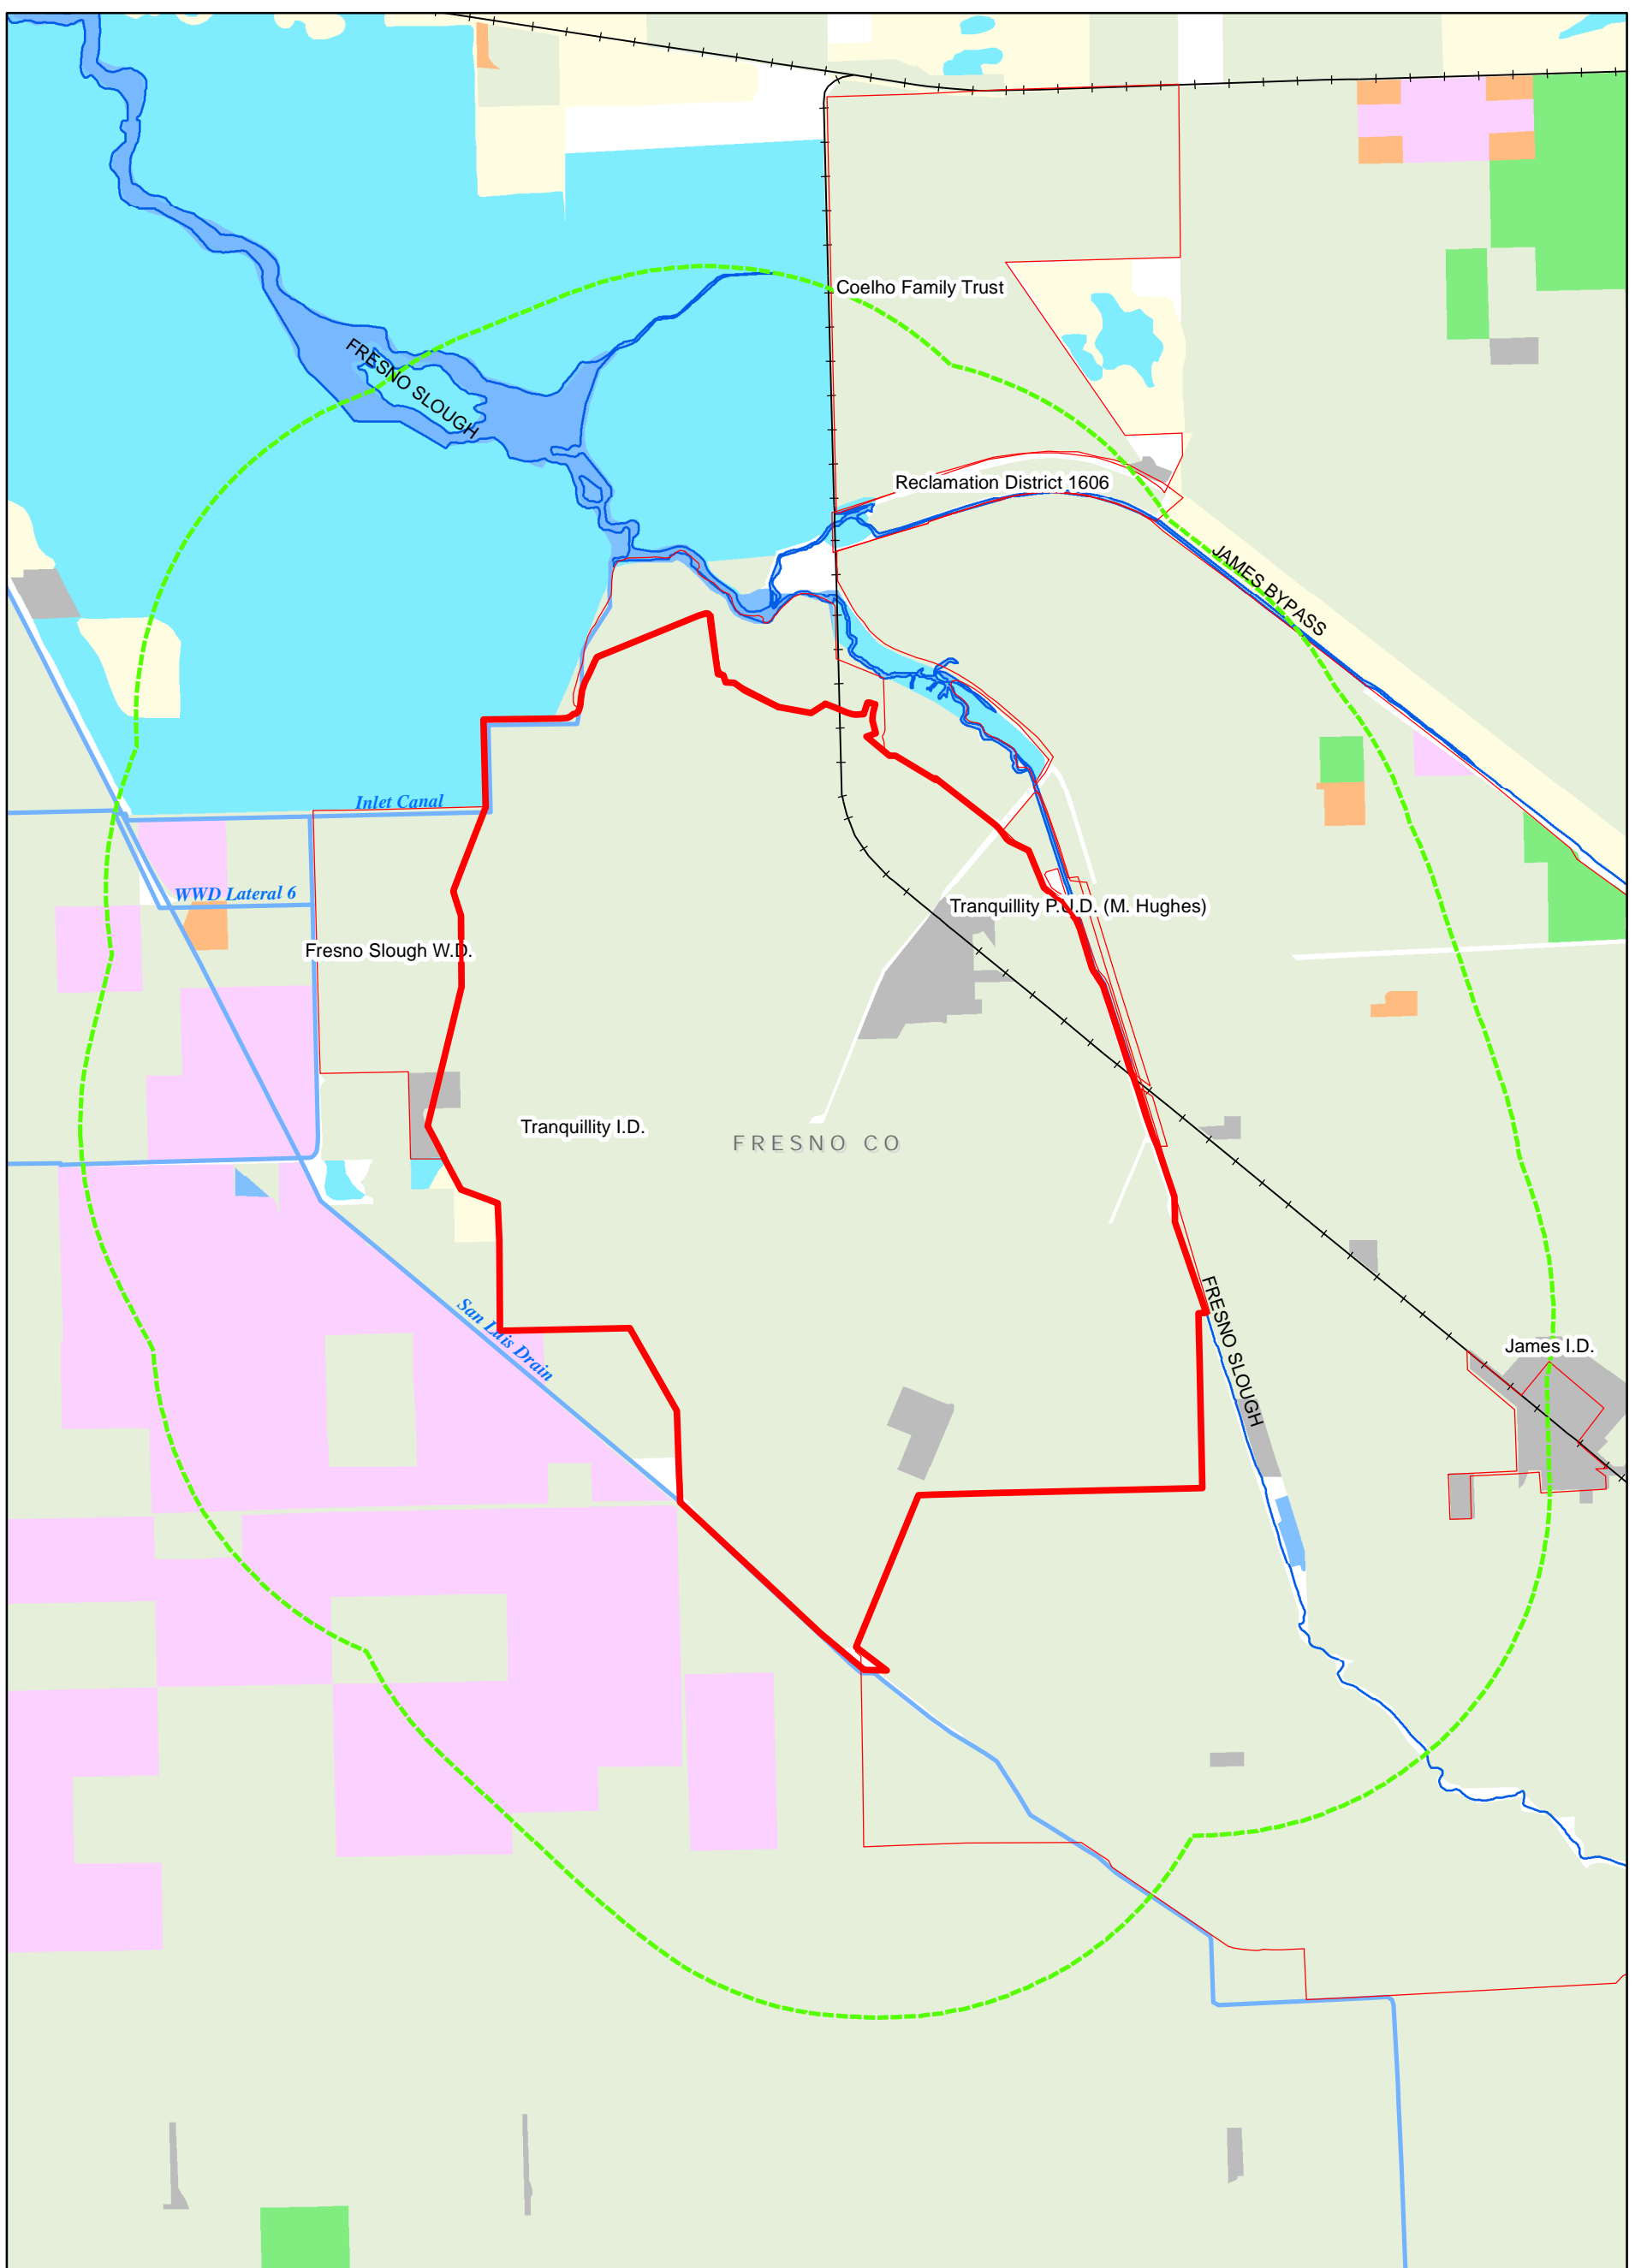 Coelho Family Trust
FRESNO SLOUGH
Reclamation District 1606
JAMES BYPASS
Inlet Canal
WWD Lateral 6
Tranquillity P.U.D. (M. Hughes)
Fresno Slough W.D.
Tranquillity I.D.
FRESNO CO
San Luis Drain
FRESNO SLOUGH
James I.D.